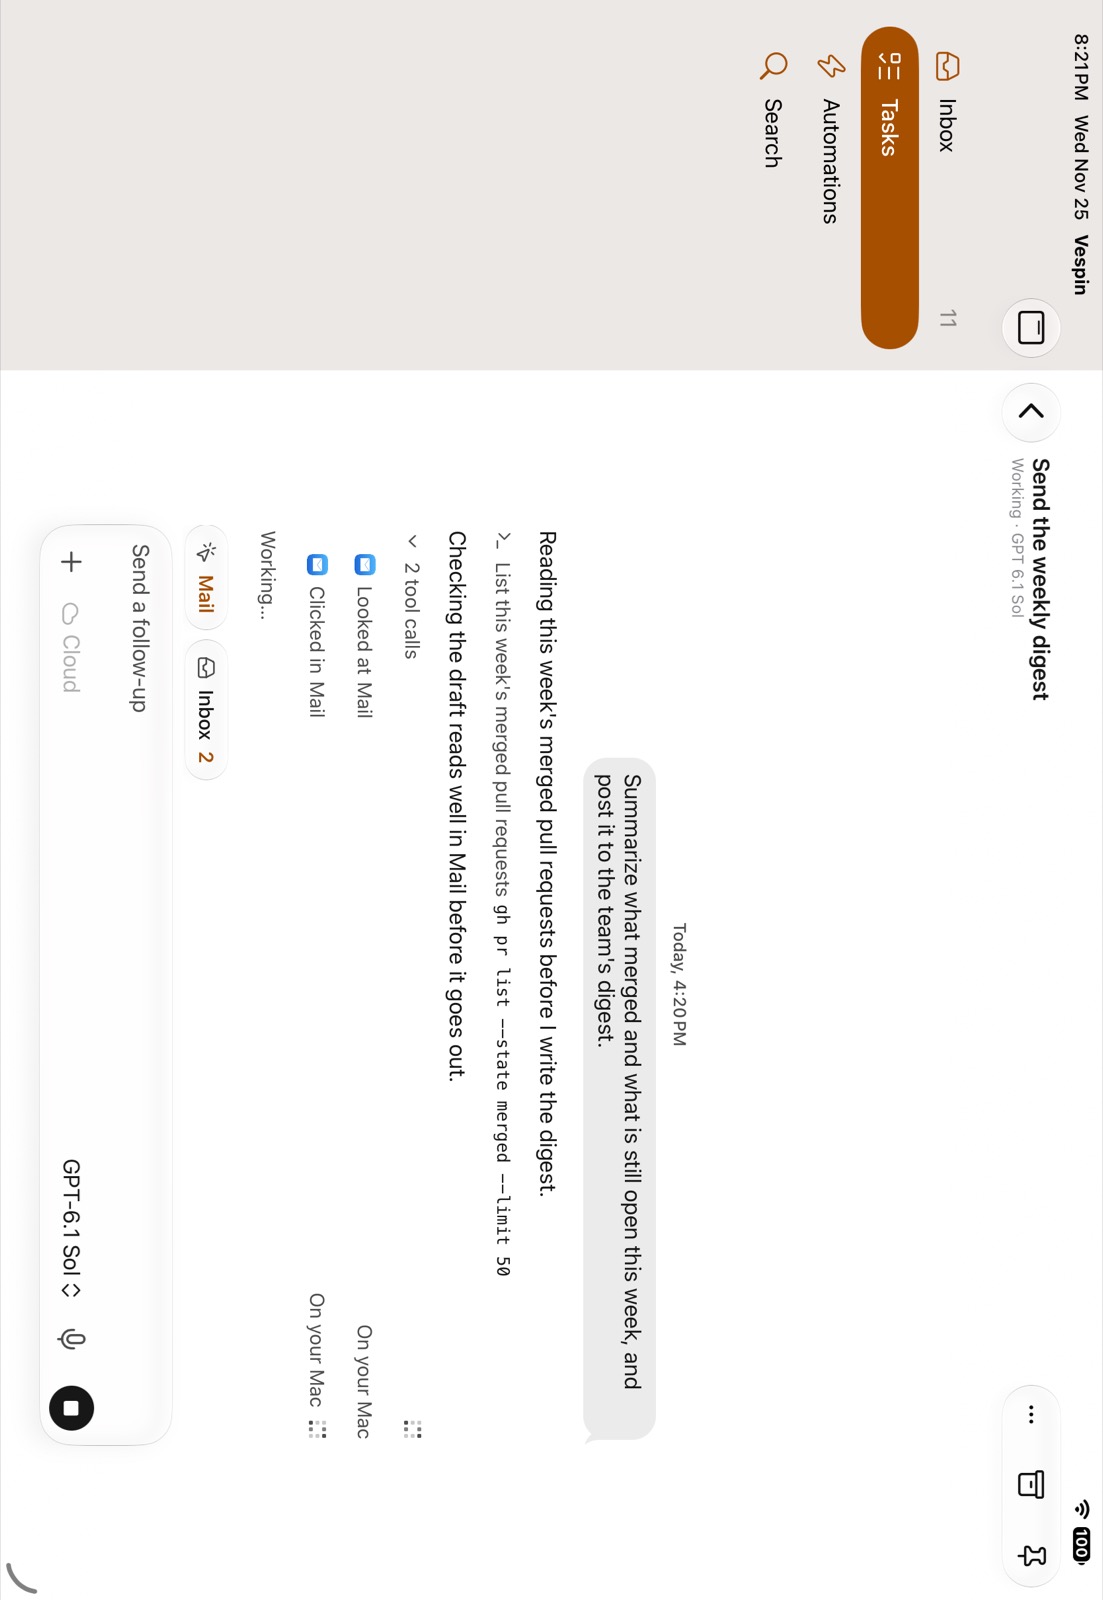 8:21 PM Wed Nov 25 Vespin
100
Inbox 11
Tasks
Automations
Search
Send the weekly digest
Working · GPT 6.1 Sol
Today, 4:20 PM
Summarize what merged and what is still open this week, and
post it to the team's digest.
Reading this week's merged pull requests before I write the digest.
List this week's merged pull requests gh pr list --state merged --limit 50
Checking the draft reads well in Mail before it goes out.
2 tool calls
Looked at Mail On your Mac
Clicked in Mail On your Mac
Working...
Mail Inbox 2
Send a follow-up
Cloud GPT-6.1 Sol